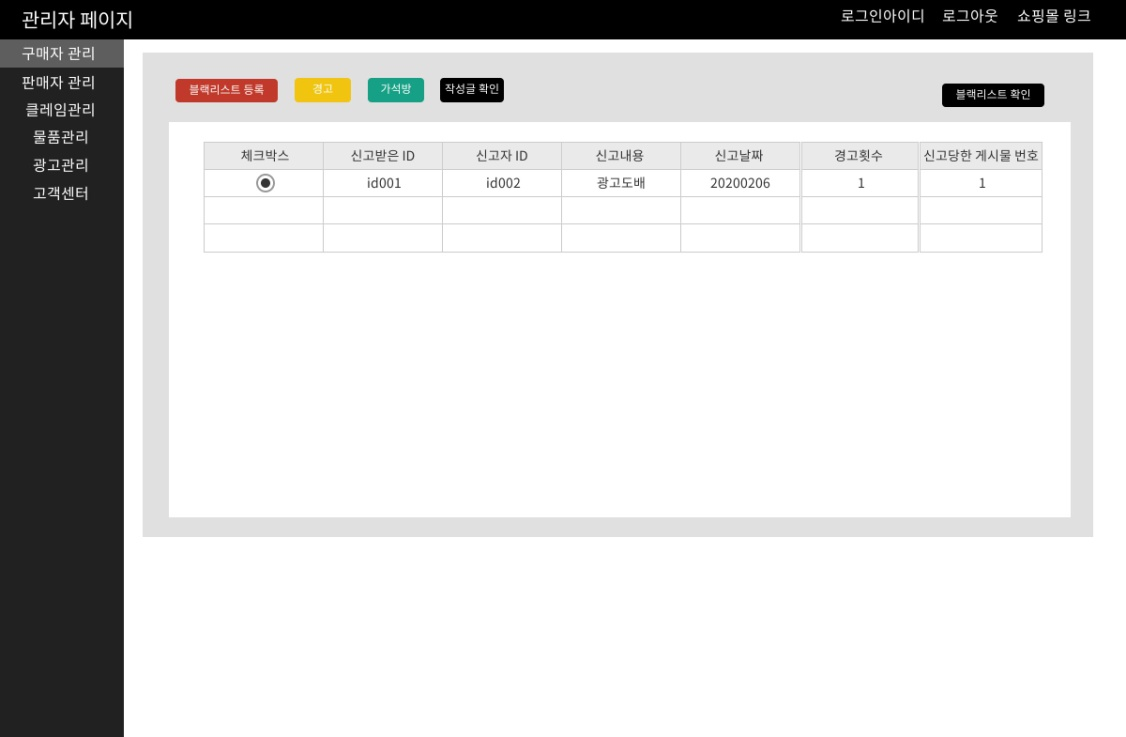 관리자 페이지 로그인아이디 로그아웃 쇼핑몰 링크
구매자 관리
판매자 관리
클레임관리
물품관리
광고관리
고객센터
블랙리스트 등록 경고 가석방 작성글 확인 블랙리스트 확인
체크박스 신고받은 ID 신고자 ID 신고내용 신고날짜 경고횟수 신고당한 게시물 번호
id001 id002 광고도배 20200206 1 1